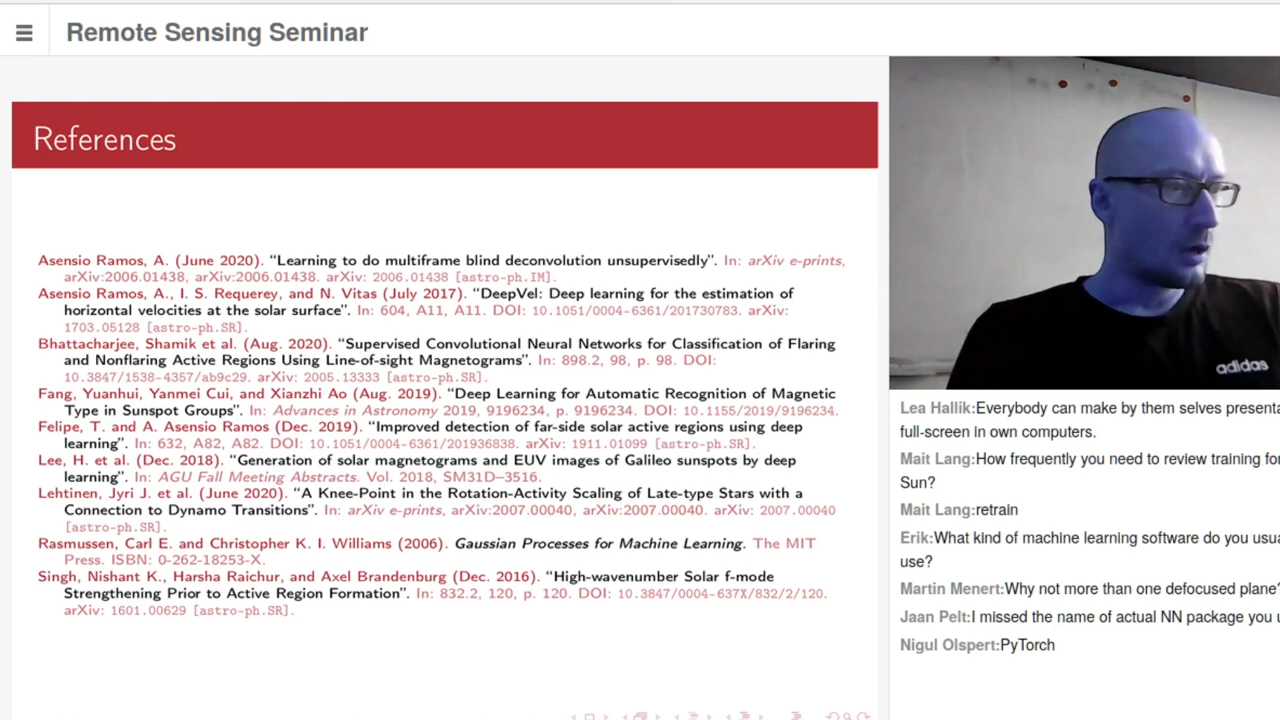 Remote Sensing Seminar
References
Asensio Ramos, A. (June 2020). “Learning to do multiframe blind deconvolution unsupervisedly”. In: arXiv e-prints,
arXiv:2006.01438, arXiv:2006.01438. arXiv: 2006.01438 [astro-ph.IM].
Asensio Ramos, A., I. S. Requerey, and N. Vitas (July 2017). “DeepVel: Deep learning for the estimation of
horizontal velocities at the solar surface”. In: 604, A11, A11. DOI: 10.1051/0004-6361/201730783. arXiv:
1703.05128 [astro-ph.SR].
Bhattacharjee, Shamik et al. (Aug. 2020). “Supervised Convolutional Neural Networks for Classification of Flaring
and Nonflaring Active Regions Using Line-of-sight Magnetograms”. In: 898.2, 98, p. 98. DOI:
10.3847/1538-4357/ab9c29. arXiv: 2005.13333 [astro-ph.SR].
Fang, Yuanhui, Yanmei Cui, and Xianzhi Ao (Aug. 2019). “Deep Learning for Automatic Recognition of Magnetic
Type in Sunspot Groups”. In: Advances in Astronomy 2019, 9196234, p. 9196234. DOI: 10.1155/2019/9196234.
Felipe, T. and A. Asensio Ramos (Dec. 2019). “Improved detection of far-side solar active regions using deep
learning”. In: 632, A82, A82. DOI: 10.1051/0004-6361/201936838. arXiv: 1911.01099 [astro-ph.SR].
Lee, H. et al. (Dec. 2018). “Generation of solar magnetograms and EUV images of Galileo sunspots by deep
learning”. In: AGU Fall Meeting Abstracts. Vol. 2018, SM31D–3516.
Lehtinen, Jyri J. et al. (June 2020). “A Knee-Point in the Rotation-Activity Scaling of Late-type Stars with a
Connection to Dynamo Transitions”. In: arXiv e-prints, arXiv:2007.00040, arXiv:2007.00040. arXiv: 2007.00040
[astro-ph.SR].
Rasmussen, Carl E. and Christopher K. I. Williams (2006). Gaussian Processes for Machine Learning. The MIT
Press. ISBN: 0-262-18253-X.
Singh, Nishant K., Harsha Raichur, and Axel Brandenburg (Dec. 2016). “High-wavenumber Solar f-mode
Strengthening Prior to Active Region Formation”. In: 832.2, 120, p. 120. DOI: 10.3847/0004-637X/832/2/120.
arXiv: 1601.00629 [astro-ph.SR].
adidas
Lea Hallik:Everybody can make by them selves presenta
full-screen in own computers.
Mait Lang:How frequently you need to review training for
Sun?
Mait Lang:retrain
Erik:What kind of machine learning software do you usua
use?
Martin Menert:Why not more than one defocused plane?
Jaan Pelt:I missed the name of actual NN package you u
Nigul Olspert:PyTorch